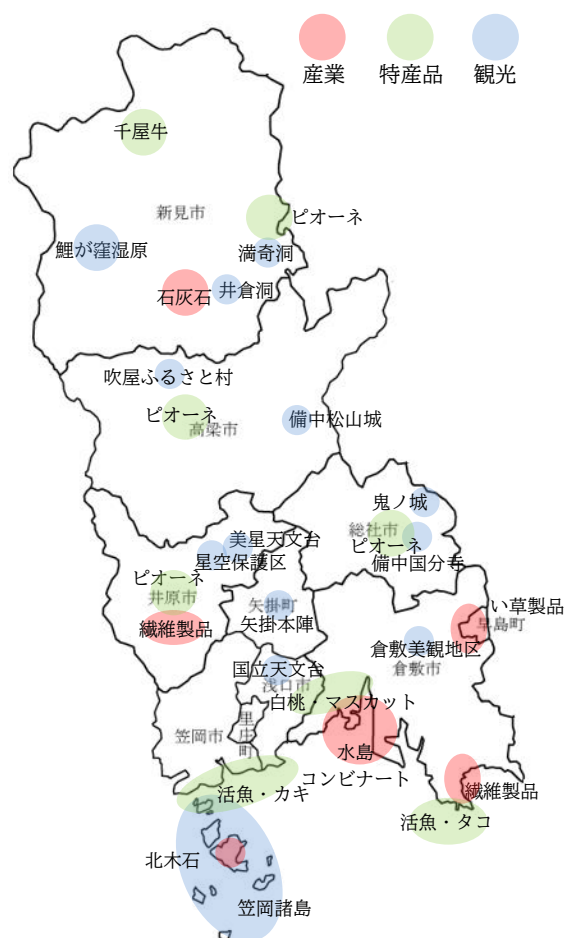 産業
特産品
観光
千屋牛
新見市
ピオーネ
鯉が窪湿原
満奇洞
石灰石
井倉洞
吹屋ふるさと村
ピオーネ
高梁市
備中松山城
鬼ノ城
総社市
ピオーネ
備中国分寺
美星天文台
星空保護区
ピオーネ
井原市
繊維製品
矢掛町
矢掛本陣
い草製品
早島町
倉敷美観地区
倉敷市
国立天文台
浅口市
白桃・マスカット
笠岡市
里庄町
水島
コンビナート
繊維製品
活魚・カキ
活魚・タコ
北木石
笠岡諸島